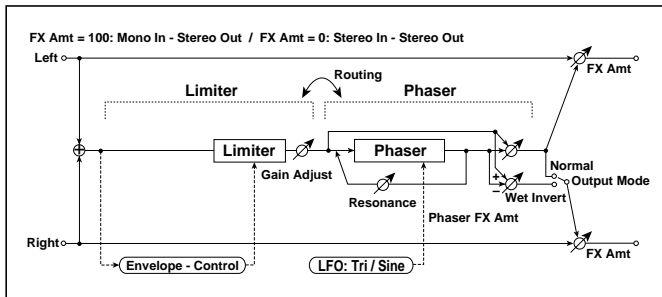 FX Amt = 100: Mono In - Stereo Out / FX Amt = 0: Stereo In - Stereo Out
Left
FX Amt
Routing
Limiter
Phaser
Limiter
Phaser
Gain Adjust
Normal
Output Mode
+
−
Wet Invert
Resonance
Phaser FX Amt
Right
FX Amt
Envelope - Control
LFO: Tri / Sine